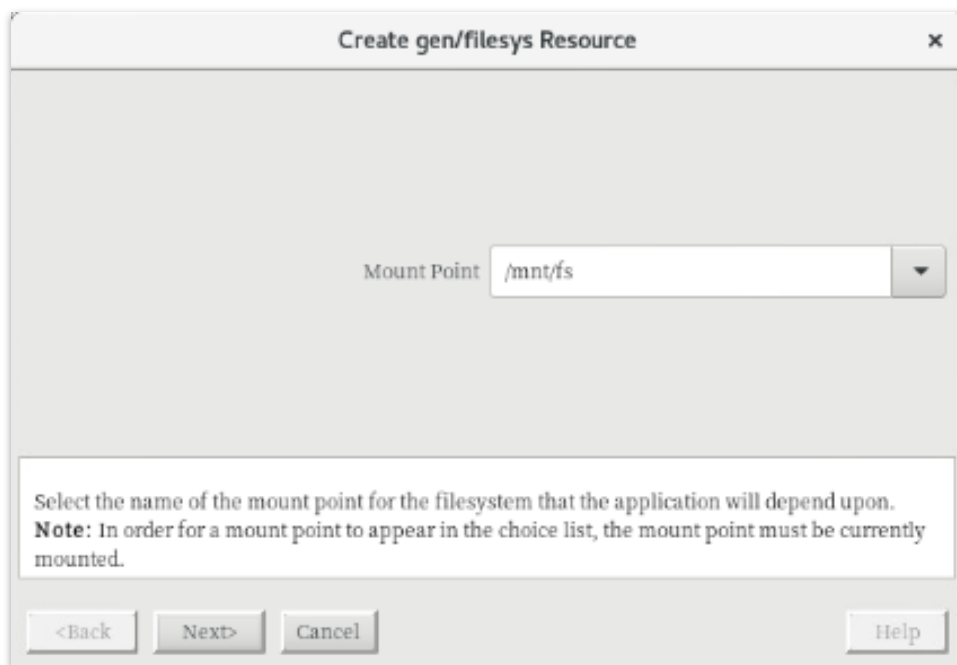 Create gen/filesys Resource
×
Mount Point
/mnt/fs
Select the name of the mount point for the filesystem that the application will depend upon.
Note: In order for a mount point to appear in the choice list, the mount point must be currently
mounted.
<Back
Next>
Cancel
Help